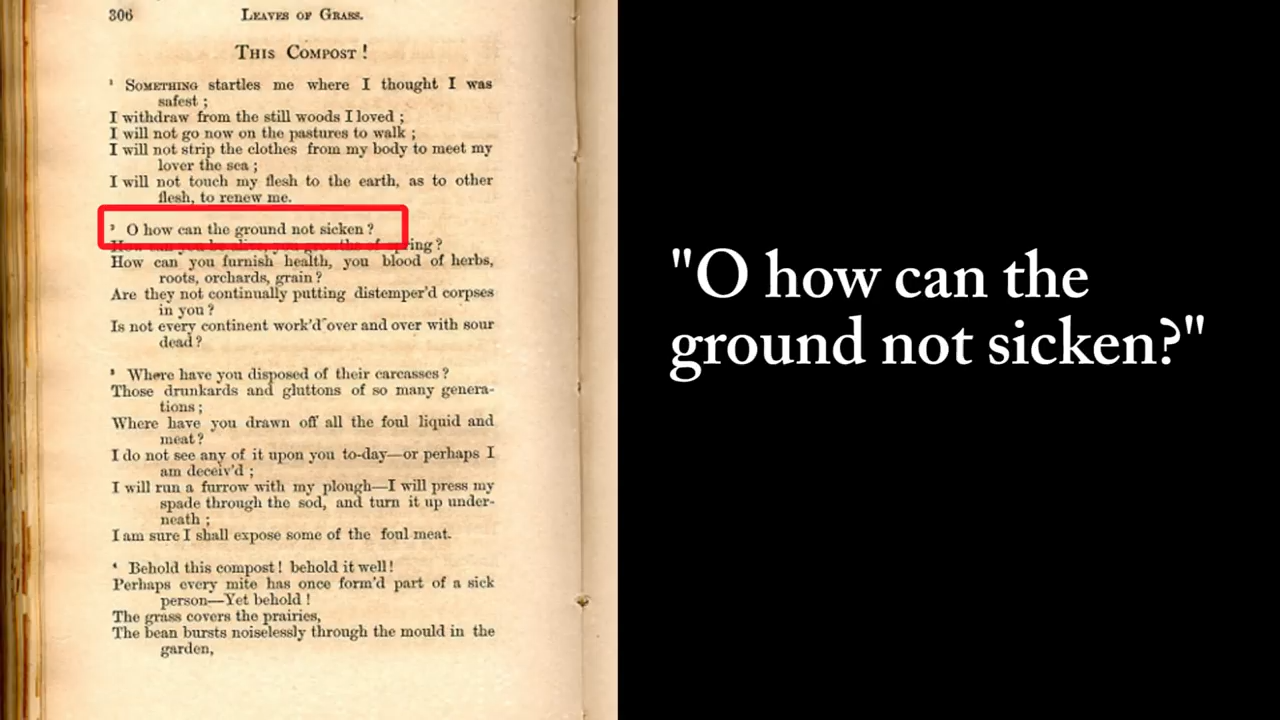 306 LEAVES OF GRASS.
THIS COMPOST!
¹ SOMETHING startles me where I thought I was
safest;
I withdraw from the still woods I loved;
I will not go now on the pastures to walk;
I will not strip the clothes from my body to meet my
lover the sea;
I will not touch my flesh to the earth, as to other
flesh, to renew me.
² O how can the ground not sicken?
How can you be alive, you growths of spring?
How can you furnish health, you blood of herbs,
roots, orchards, grain?
Are they not continually putting distemper'd corpses
in you?
Is not every continent work'd over and over with sour
dead?
³ Where have you disposed of their carcasses?
Those drunkards and gluttons of so many genera-
tions;
Where have you drawn off all the foul liquid and
meat?
I do not see any of it upon you to-day—or perhaps I
am deceiv'd;
I will run a furrow with my plough—I will press my
spade through the sod, and turn it up under-
neath;
I am sure I shall expose some of the foul meat.
⁴ Behold this compost! behold it well!
Perhaps every mite has once form'd part of a sick
person—Yet behold!
The grass covers the prairies,
The bean bursts noiselessly through the mould in the
garden,
"O how can the
ground not sicken?"